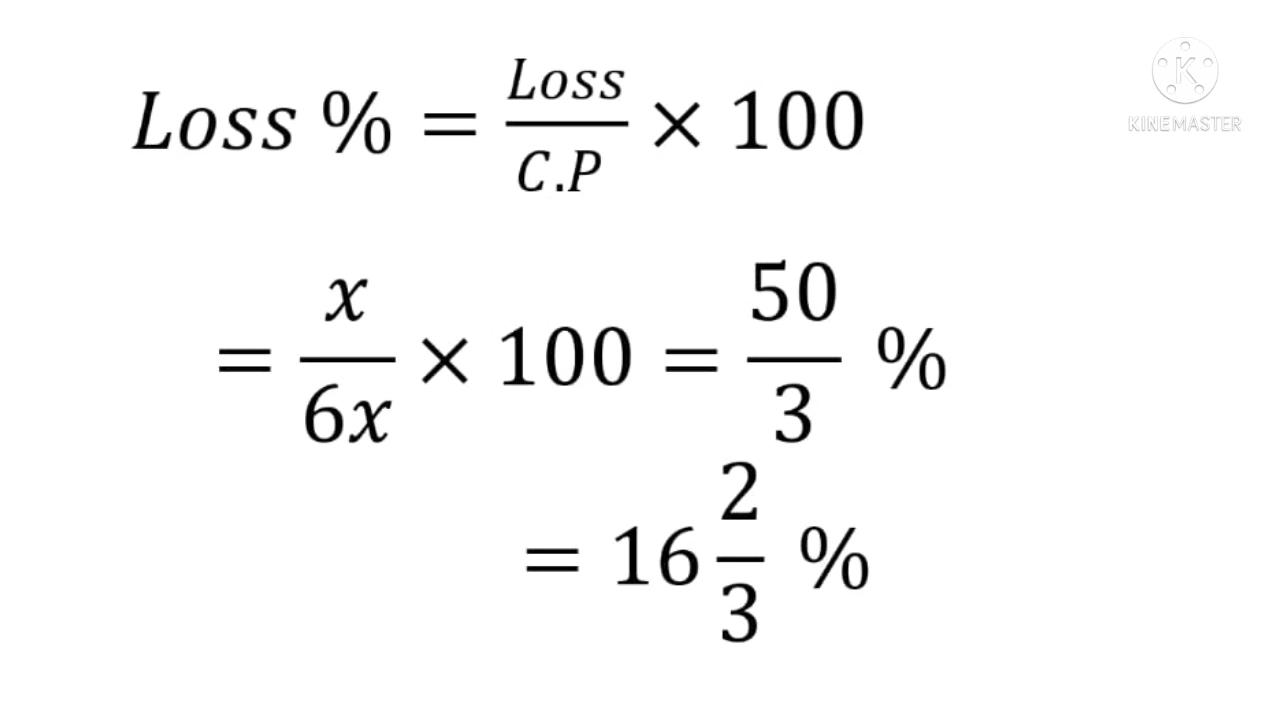 Loss % = Loss/C.P × 100
K
KINEMASTER
= x/6x × 100 = 50/3 %
= 16 2/3 %